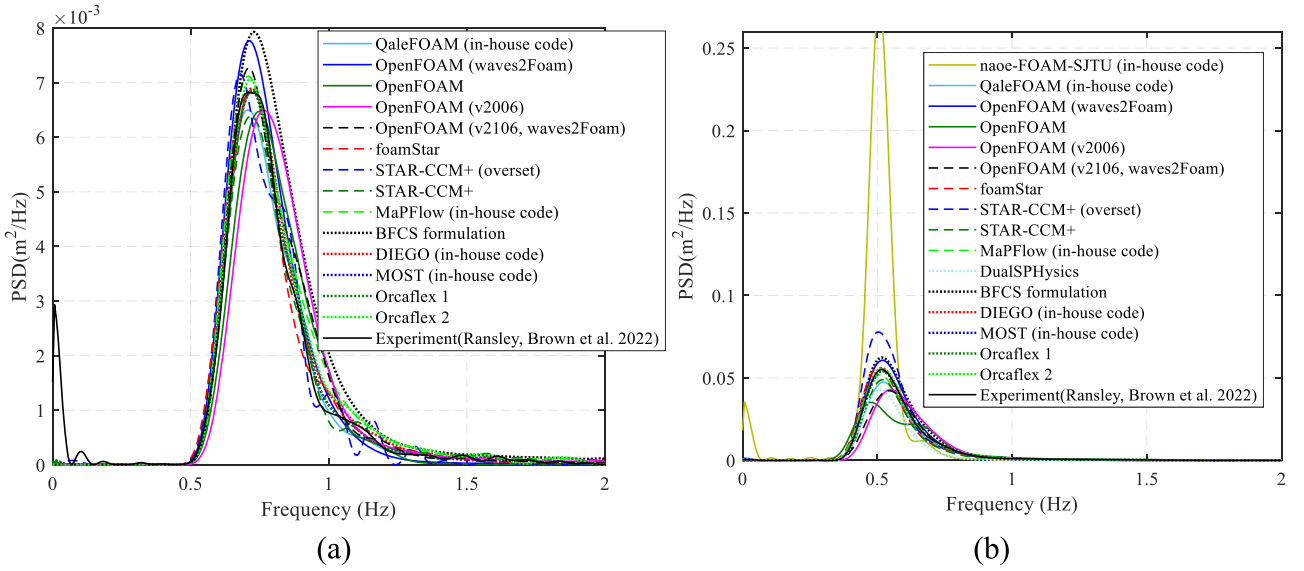 ×10⁻³
8
7
6
5
4
3
2
1
0
PSD(m²/Hz)
0
0.5
1
1.5
2
Frequency (Hz)
QaleFOAM (in-house code)
OpenFOAM (waves2Foam)
OpenFOAM
OpenFOAM (v2006)
OpenFOAM (v2106, waves2Foam)
foamStar
STAR-CCM+ (overset)
STAR-CCM+
MaPFlow (in-house code)
BFCS formulation
DIEGO (in-house code)
MOST (in-house code)
Orcaflex 1
Orcaflex 2
Experiment(Ransley, Brown et al. 2022)
(a)
0.25
0.2
0.15
0.1
0.05
0
PSD(m²/Hz)
0
0.5
1
1.5
2
Frequency (Hz)
naoe-FOAM-SJTU (in-house code)
QaleFOAM (in-house code)
OpenFOAM (waves2Foam)
OpenFOAM
OpenFOAM (v2006)
OpenFOAM (v2106, waves2Foam)
foamStar
STAR-CCM+ (overset)
STAR-CCM+
MaPFlow (in-house code)
DualSPHysics
BFCS formulation
DIEGO (in-house code)
MOST (in-house code)
Orcaflex 1
Orcaflex 2
Experiment(Ransley, Brown et al. 2022)
(b)